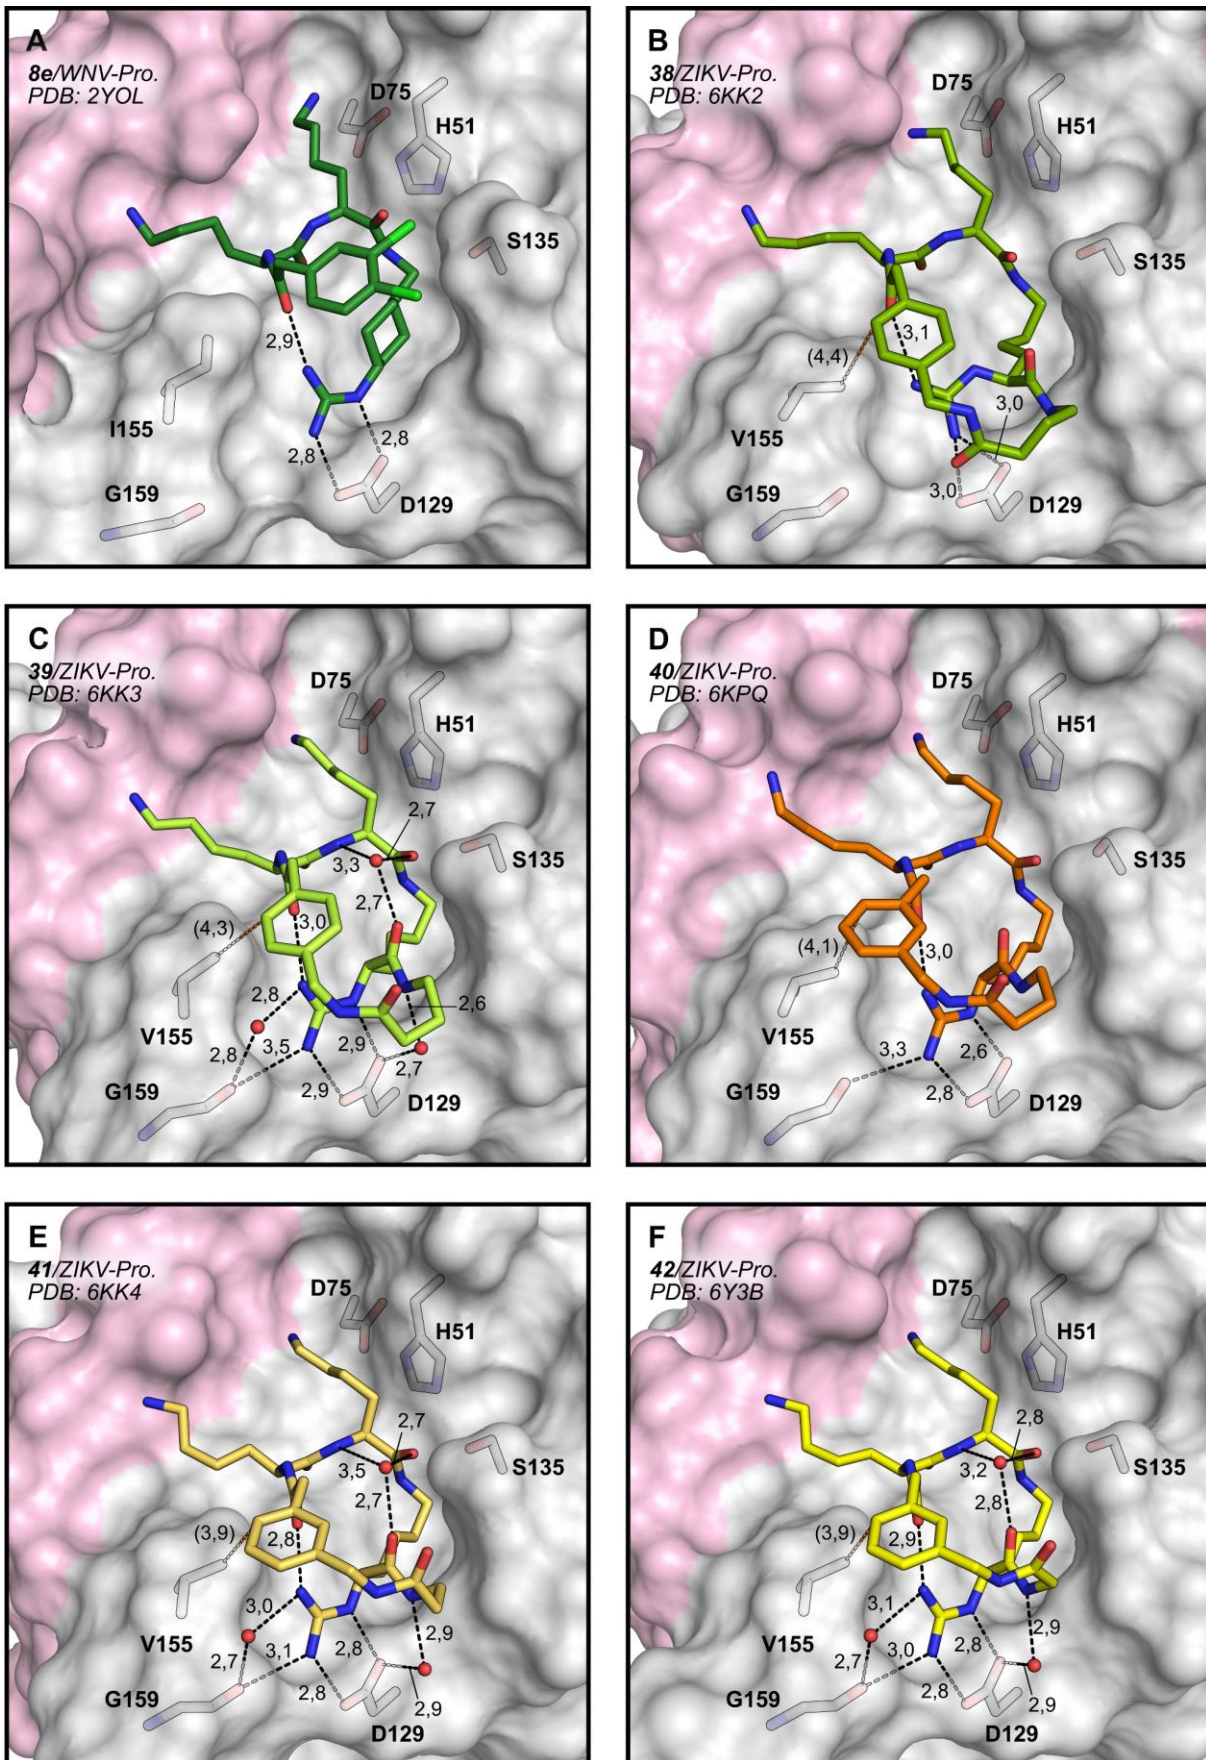 A
8e/WNV-Pro.
PDB: 2YOL
D75
H51
S135
2,9
I155
2,8
2,8
G159
D129
B
38/ZIKV-Pro.
PDB: 6KK2
D75
H51
S135
3,1
(4,4)
3,0
V155
G159
3,0
D129
C
39/ZIKV-Pro.
PDB: 6KK3
D75
H51
2,7
S135
3,3
2,7
(4,3)
3,0
2,8
2,6
V155
2,8
3,5
2,9
2,7
G159
2,9
D129
D
40/ZIKV-Pro.
PDB: 6KPQ
D75
H51
S135
(4,1)
3,0
V155
3,3
2,6
G159
2,8
D129
E
41/ZIKV-Pro.
PDB: 6KK4
D75
H51
2,7
S135
3,5
2,7
(3,9)
2,8
3,0
V155
2,8
2,9
2,7
3,1
G159
2,8
2,9
D129
F
42/ZIKV-Pro.
PDB: 6Y3B
D75
H51
2,8
S135
3,2
2,8
(3,9)
2,9
3,1
V155
2,8
2,9
2,7
3,0
G159
2,8
2,9
D129